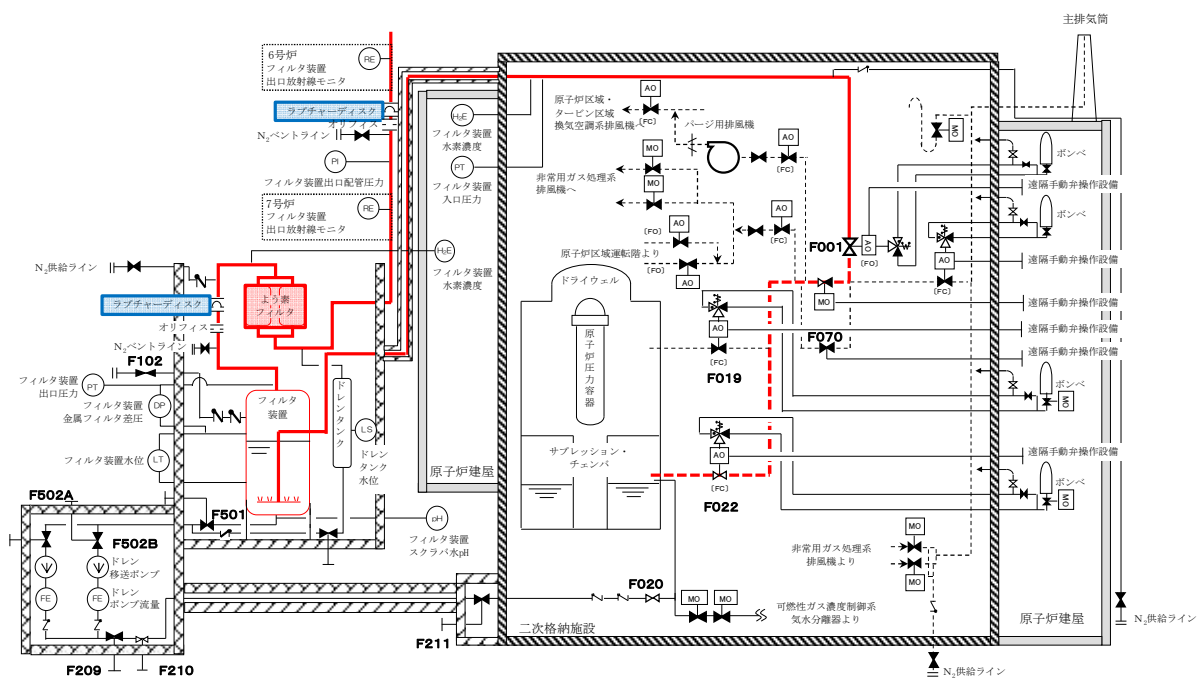 主排気筒
6号炉
フィルタ装置
出口放射線モニタ
RE
ラプチャーディスク
オリフィス
N₂ベントライン
PI
フィルタ装置出口配管圧力
7号炉
フィルタ装置
出口放射線モニタ
RE
H₂E
フィルタ装置
水素濃度
PT
フィルタ装置
入口圧力
H₂E
フィルタ装置
水素濃度
原子炉区域・
タービン区域
換気空調系排風機へ
AO
(FC)
パージ用排風機
AO
(FC)
非常用ガス処理系
排風機へ
MO
MO
AO
(FC)
AO
(FO)
原子炉区域運転階より
(FO)
AO
MO
ボンベ
遠隔手動弁操作設備
ボンベ
F001
AO
(FO)
AO
(FC)
遠隔手動弁操作設備
MO
遠隔手動弁操作設備
遠隔手動弁操作設備
遠隔手動弁操作設備
AO
(FC)
F019
F070
ボンベ
MO
ドライウェル
原子炉圧力容器
サプレッション・
チェンバ
AO
(FC)
F022
遠隔手動弁操作設備
ボンベ
MO
N₂供給ライン
ラプチャーディスク
オリフィス
N₂ベントライン
よう素
フィルタ
F102
フィルタ装置
出口圧力
PT
フィルタ装置
金属フィルタ差圧
DP
フィルタ装置水位
LT
フィルタ
装置
ドレンタンク
LS
ドレン
タンク
水位
原子炉建屋
F502A
F501
F502B
pH
フィルタ装置
スクラバ水pH
ドレン
移送ポンプ
FE
FE
ドレン
ポンプ流量
F209
F210
F211
F020
MO
MO
可燃性ガス濃度制御系
気水分離器より
非常用ガス処理系
排風機より
MO
MO
二次格納施設
原子炉建屋
N₂供給ライン
N₂供給ライン